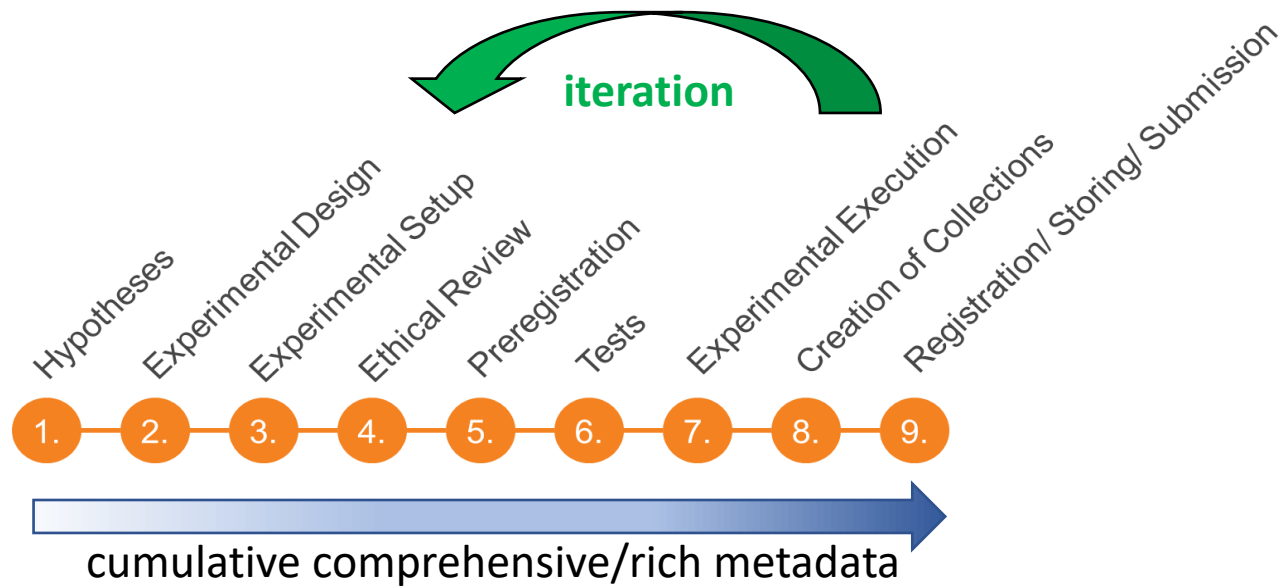 iteration
Hypotheses
Experimental Design
Experimental Setup
Ethical Review
Preregistration
Tests
Experimental Execution
Creation of Collections
Registration/ Storing/ Submission
1.
2.
3.
4.
5.
6.
7.
8.
9.
cumulative comprehensive/rich metadata